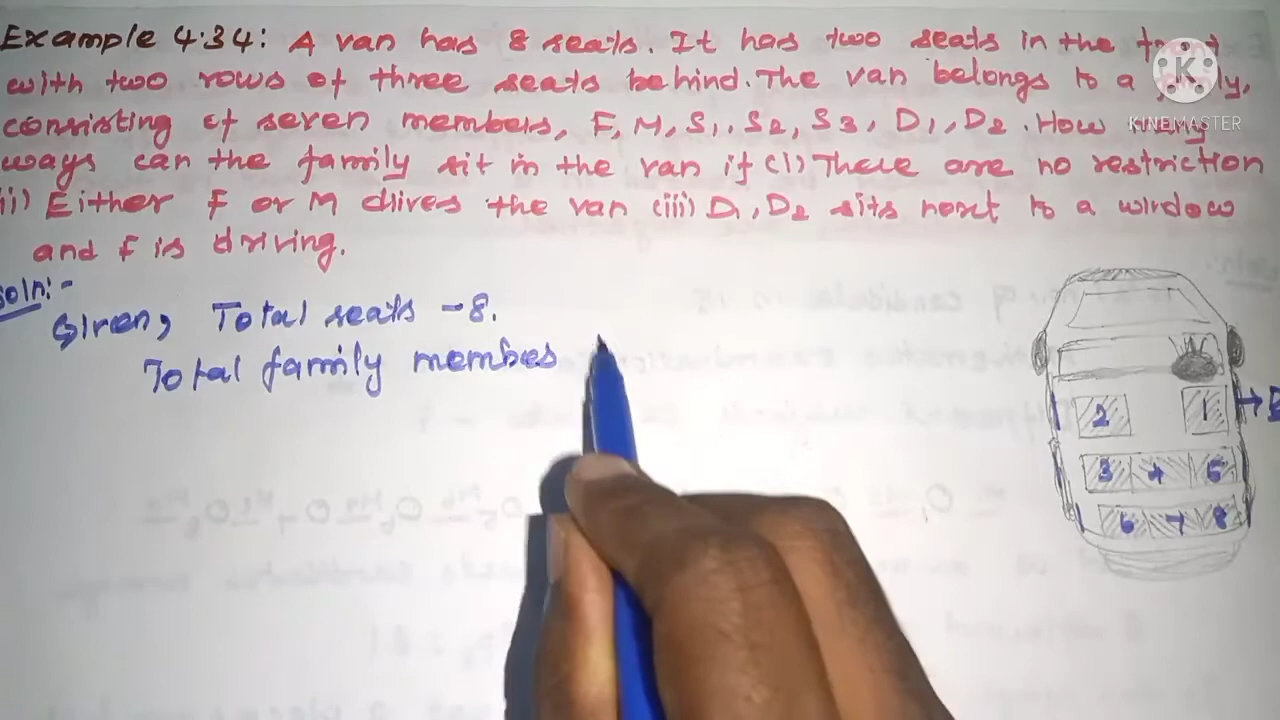 Example 4.34: A van has 8 seats. It has two seats in the front
with two rows of three seats behind. The van belongs to a family,
consisting of seven members, F, M, S1, S2, S3, D1, D2. How many
ways can the family sit in the van if (i) There are no restriction
ii) Either F or M drives the van (iii) D1, D2 sits next to a window
and F is driving.
Soln:-
Given, Total seats - 8.
Total family membes
K
KINEMASTER
2 1
3 4 5
6 7 8